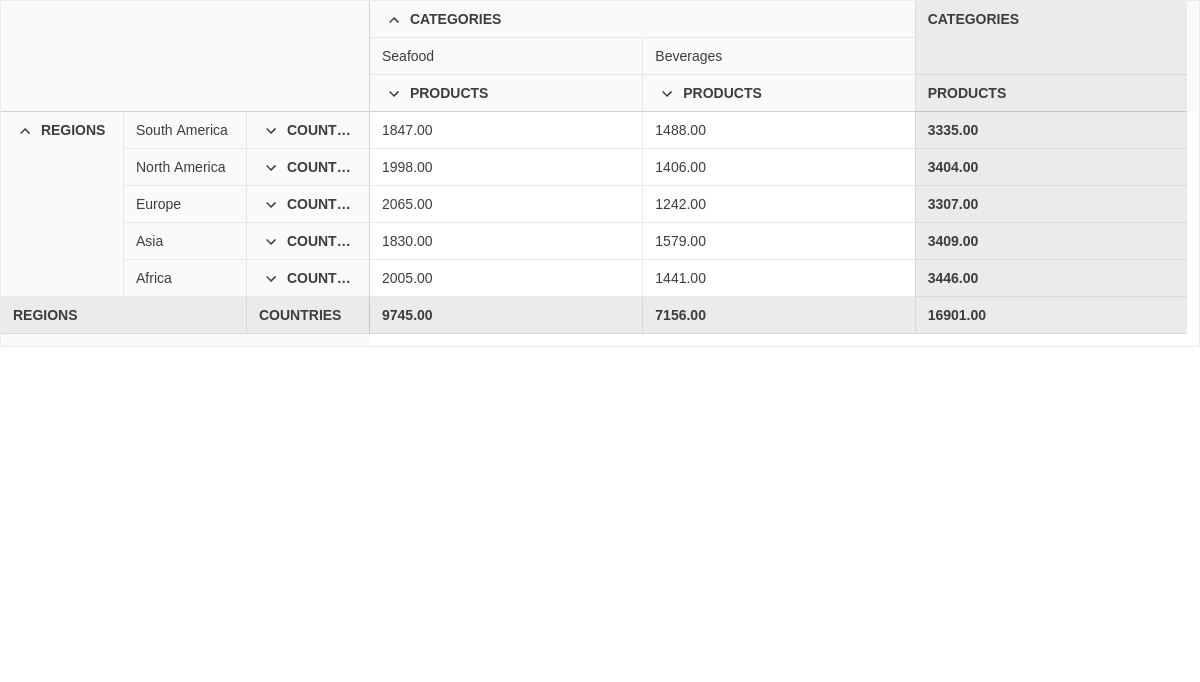 CATEGORIES CATEGORIES
Seafood Beverages
PRODUCTS PRODUCTS PRODUCTS
REGIONS South America COUNT... 1847.00 1488.00 3335.00
North America COUNT... 1998.00 1406.00 3404.00
Europe COUNT... 2065.00 1242.00 3307.00
Asia COUNT... 1830.00 1579.00 3409.00
Africa COUNT... 2005.00 1441.00 3446.00
REGIONS COUNTRIES 9745.00 7156.00 16901.00